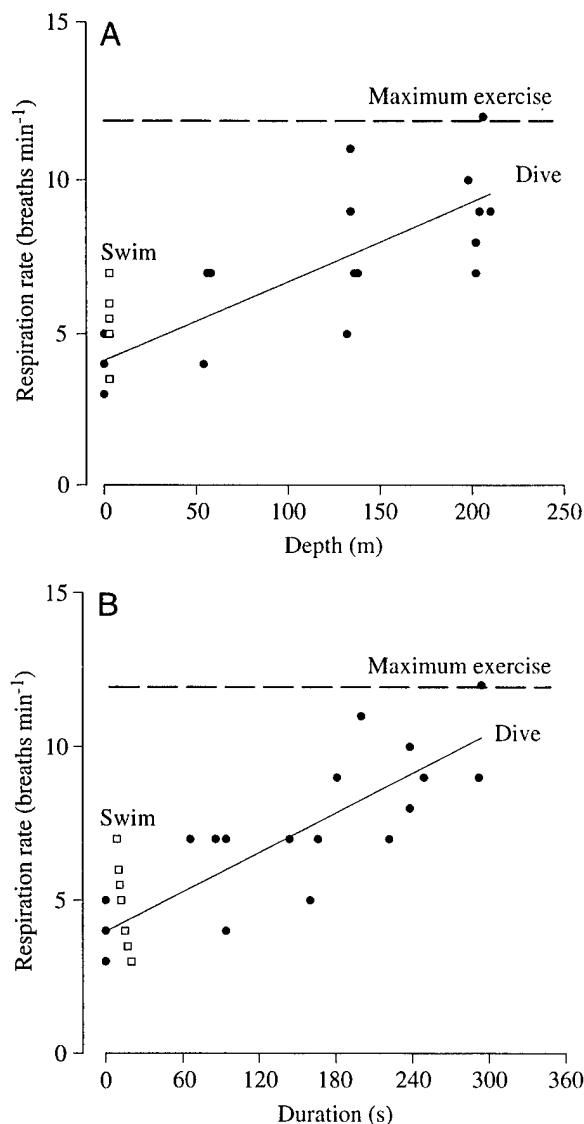 A
15
10
5
0
Respiration rate (breaths min⁻¹)
Maximum exercise
Dive
Swim
0 50 100 150 200 250
Depth (m)
B
15
10
5
0
Respiration rate (breaths min⁻¹)
Maximum exercise
Dive
Swim
0 60 120 180 240 300 360
Duration (s)